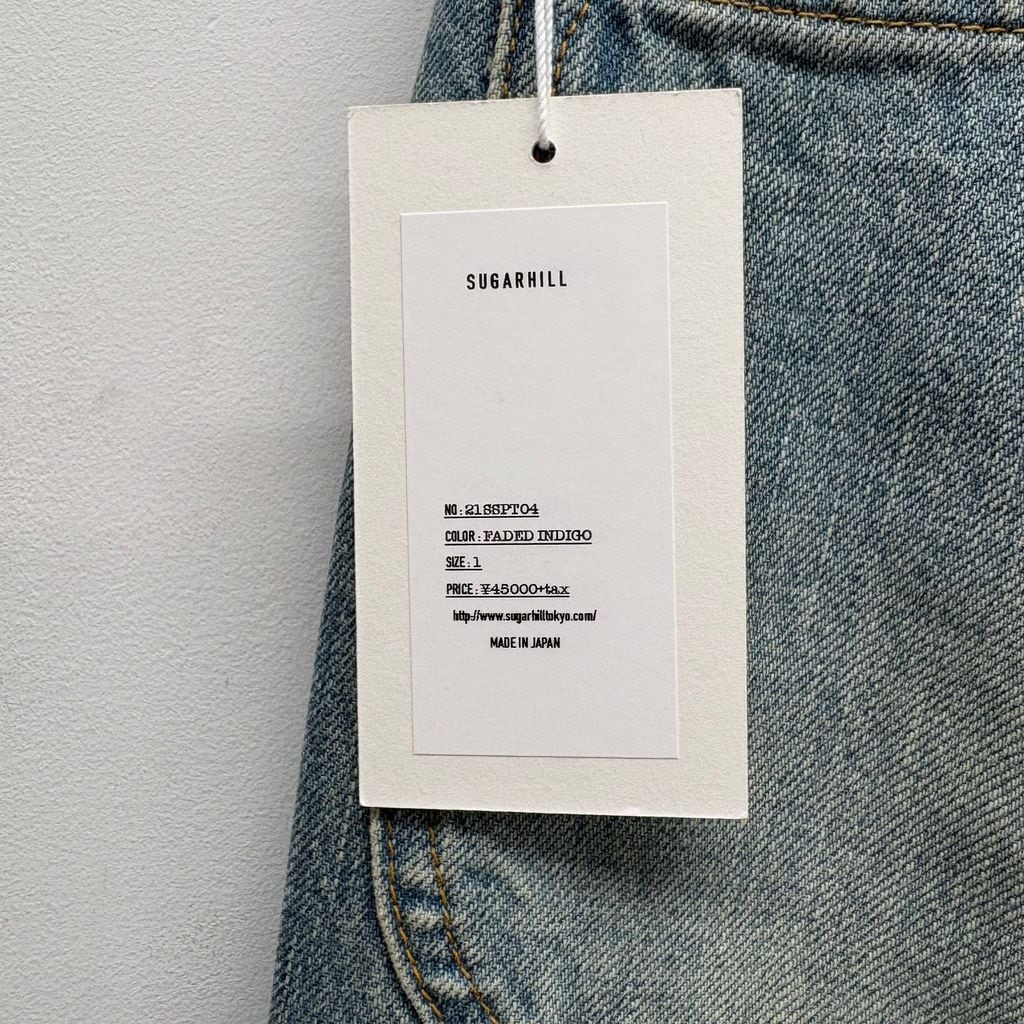 SUGARHILL
NO : 21SSPT04
COLOR : FADED INDIGO
SIZE : 1
PRICE : ¥45000+tax
http://www.sugarhilltokyo.com/
MADE IN JAPAN